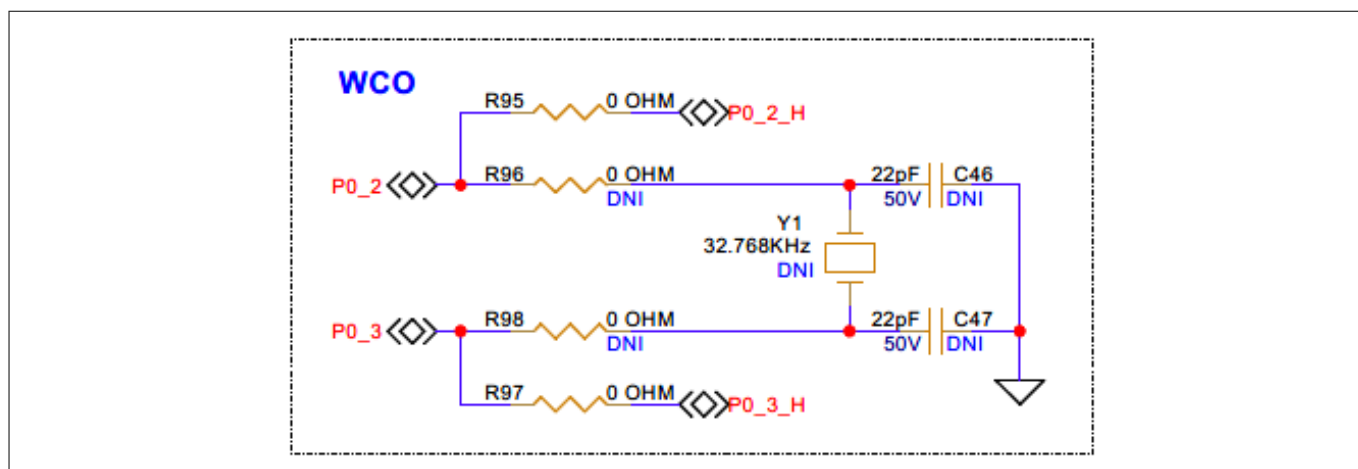 WCO
R95 0 OHM P0_2_H
P0_2 R96 0 OHM 22pF C46
DNI 50V DNI
Y1
32.768KHz
DNI
P0_3 R98 0 OHM 22pF C47
DNI 50V DNI
R97 0 OHM P0_3_H